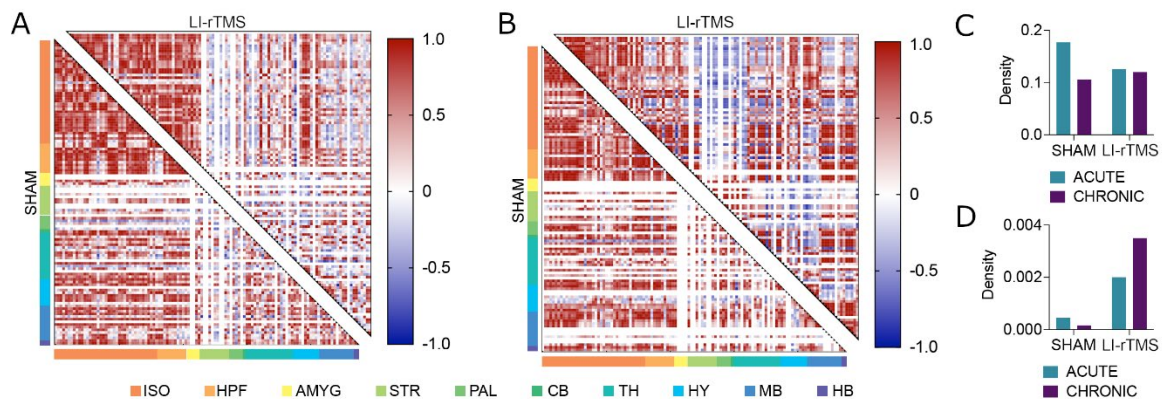 A
LI-rTMS
SHAM
1.0
0.5
0
-0.5
-1.0
B
LI-rTMS
SHAM
1.0
0.5
0
-0.5
-1.0
C
Density
0.2
0.1
0.0
SHAM LI-rTMS
ACUTE
CHRONIC
D
Density
0.004
0.002
0.000
SHAM LI-rTMS
ACUTE
CHRONIC
ISO HPF AMYG STR PAL CB TH HY MB HB